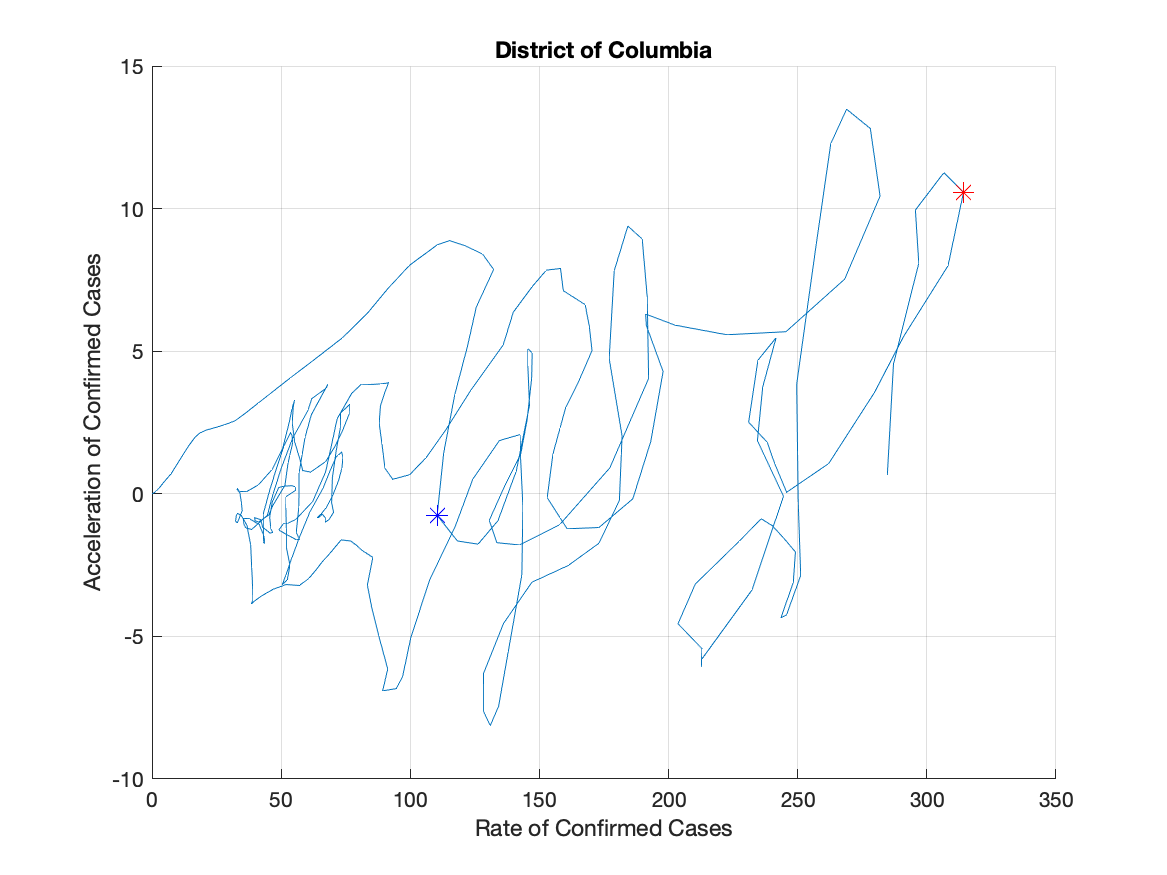 District of Columbia
15
10
5
0
-5
-10
Acceleration of Confirmed Cases
0 50 100 150 200 250 300 350
Rate of Confirmed Cases